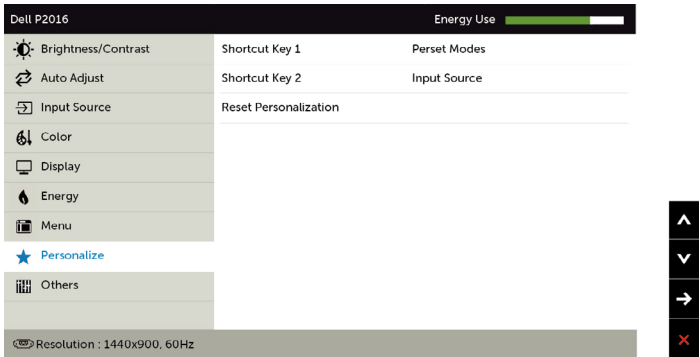 Dell P2016 Energy Use
Brightness/Contrast Shortcut Key 1 Perset Modes
Auto Adjust Shortcut Key 2 Input Source
Input Source Reset Personalization
Color
Display
Energy
Menu
Personalize
Others
Resolution : 1440x900, 60Hz